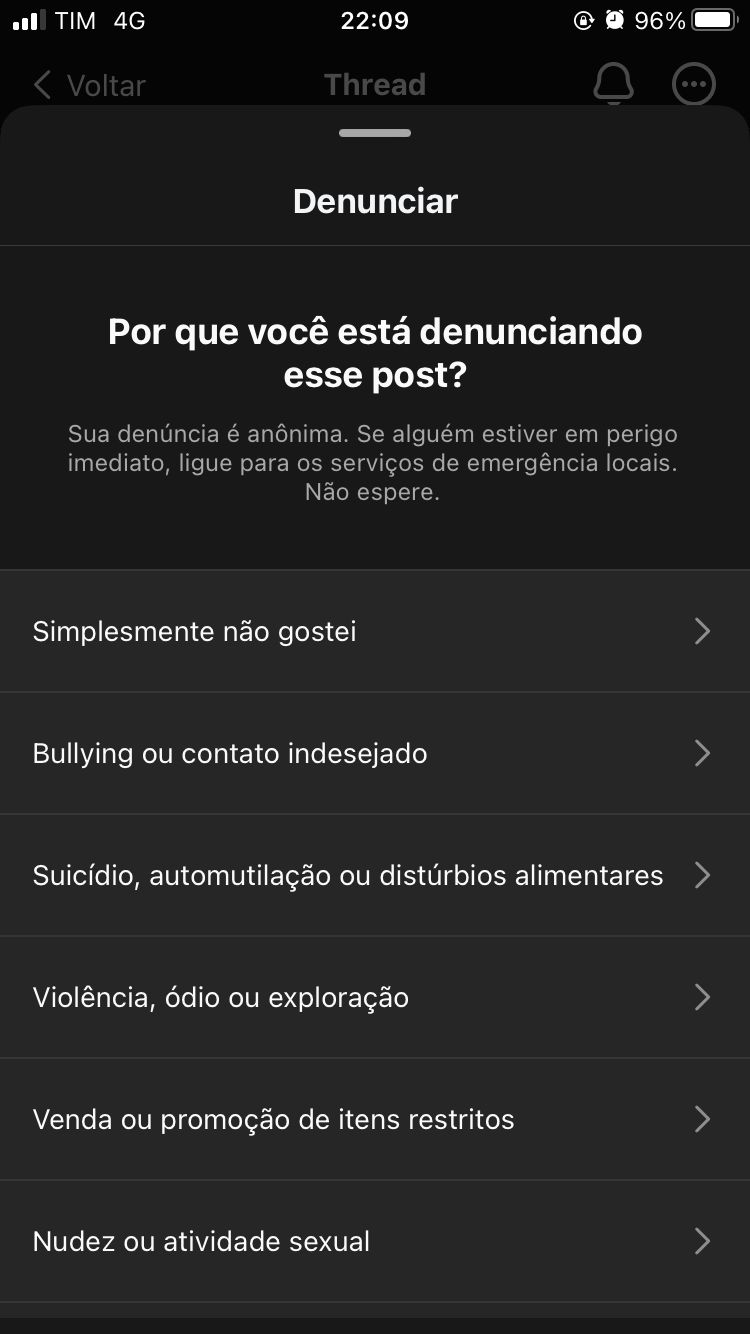 TIM 4G 22:09 96%
Voltar Thread
Denunciar
Por que você está denunciando
esse post?
Sua denúncia é anônima. Se alguém estiver em perigo
imediato, ligue para os serviços de emergência locais.
Não espere.
Simplesmente não gostei
Bullying ou contato indesejado
Suicídio, automutilação ou distúrbios alimentares
Violência, ódio ou exploração
Venda ou promoção de itens restritos
Nudez ou atividade sexual